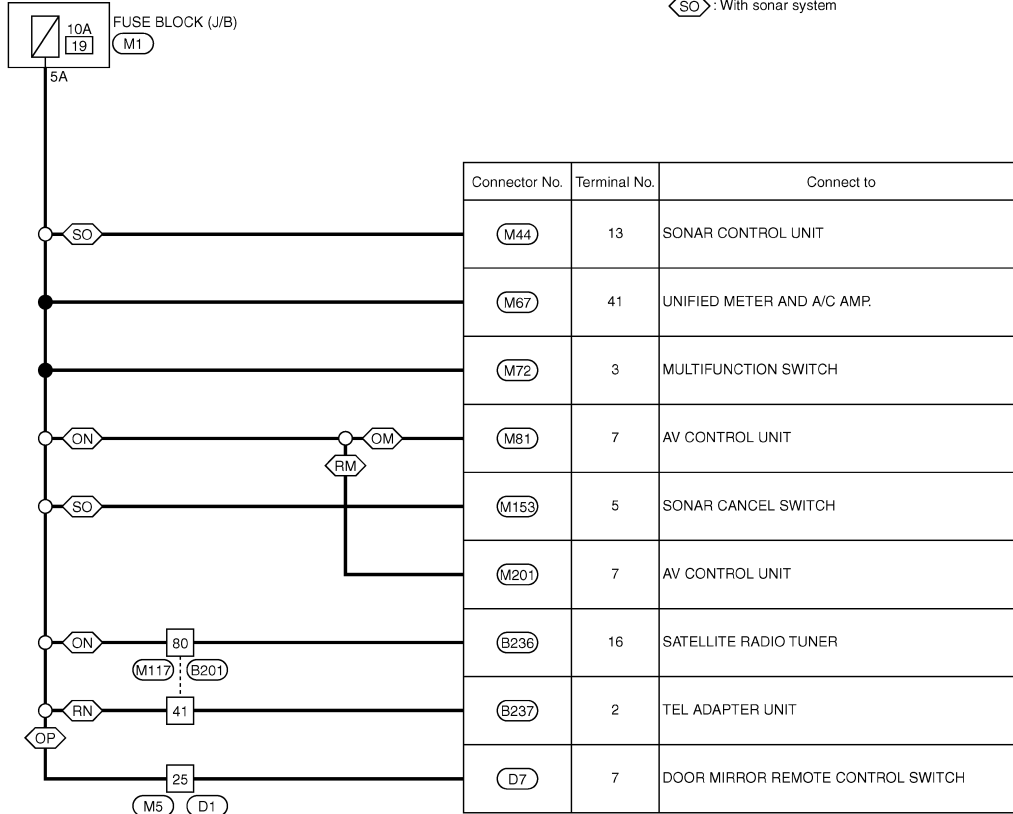 SO : With sonar system
10A
19
FUSE BLOCK (J/B)
M1
5A
Connector No. Terminal No. Connect to
SO M44 13 SONAR CONTROL UNIT
M67 41 UNIFIED METER AND A/C AMP.
M72 3 MULTIFUNCTION SWITCH
ON OM M81 7 AV CONTROL UNIT
RM
SO M153 5 SONAR CANCEL SWITCH
M201 7 AV CONTROL UNIT
ON 80 B236 16 SATELLITE RADIO TUNER
M117 B201
RN 41 B237 2 TEL ADAPTER UNIT
OP
25 D7 7 DOOR MIRROR REMOTE CONTROL SWITCH
M5 D1